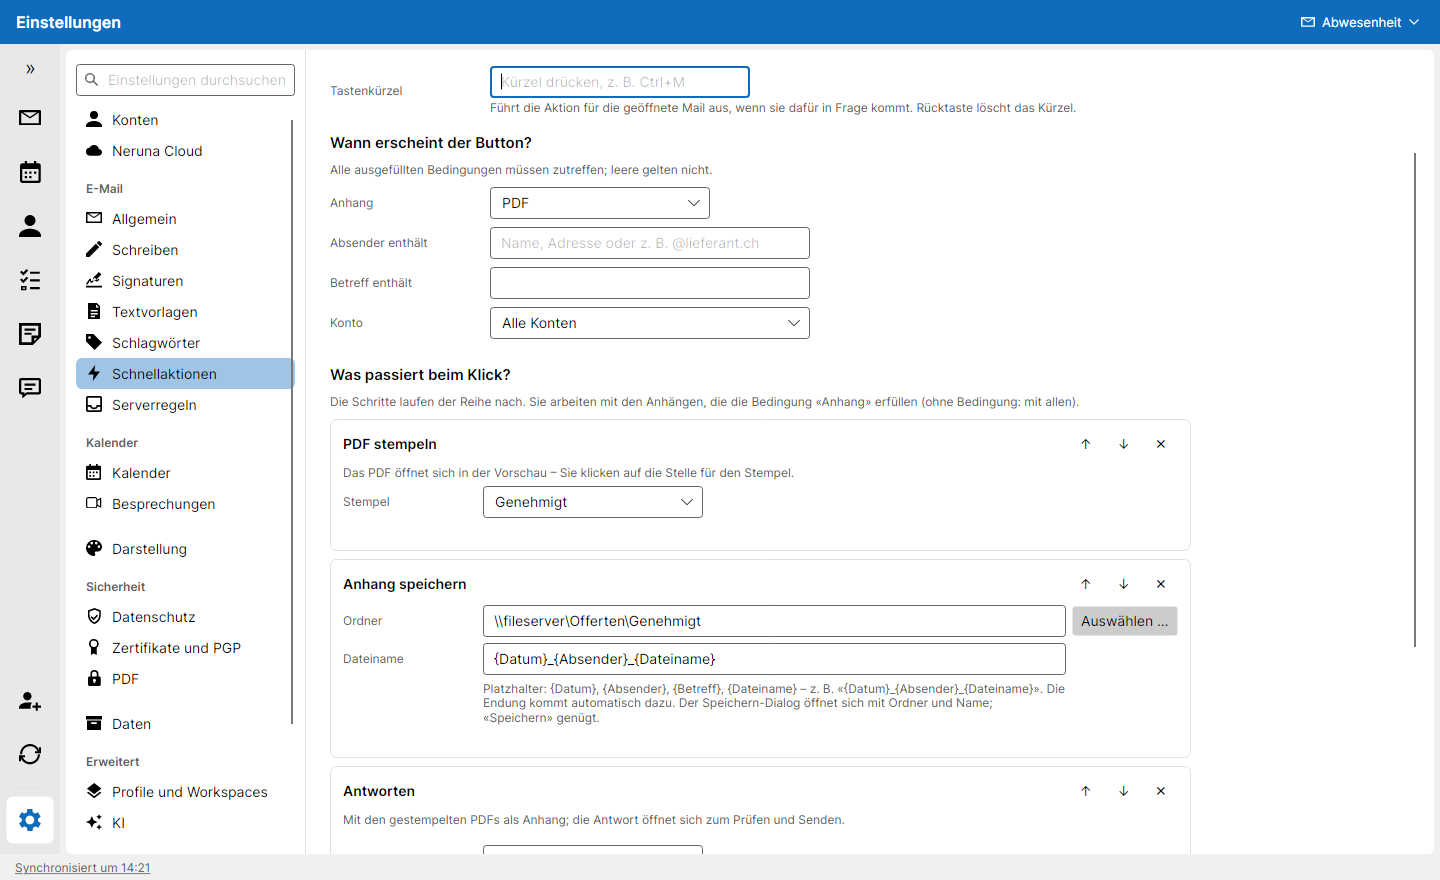 Einstellungen
Abwesenheit
»
Einstellungen durchsuchen
Konten
Neruna Cloud
E-Mail
Allgemein
Schreiben
Signaturen
Textvorlagen
Schlagwörter
Schnellaktionen
Serverregeln
Kalender
Kalender
Besprechungen
Darstellung
Sicherheit
Datenschutz
Zertifikate und PGP
PDF
Daten
Erweitert
Profile und Workspaces
KI
Tastenkürzel
Kürzel drücken, z. B. Ctrl+M
Führt die Aktion für die geöffnete Mail aus, wenn sie dafür in Frage kommt. Rücktaste löscht das Kürzel.
Wann erscheint der Button?
Alle ausgefüllten Bedingungen müssen zutreffen; leere gelten nicht.
Anhang
PDF
Absender enthält
Name, Adresse oder z. B. @lieferant.ch
Betreff enthält
Konto
Alle Konten
Was passiert beim Klick?
Die Schritte laufen der Reihe nach. Sie arbeiten mit den Anhängen, die die Bedingung «Anhang» erfüllen (ohne Bedingung: mit allen).
PDF stempeln
Das PDF öffnet sich in der Vorschau – Sie klicken auf die Stelle für den Stempel.
Stempel
Genehmigt
Anhang speichern
Ordner
\\fileserver\Offerten\Genehmigt
Auswählen ...
Dateiname
{Datum}_{Absender}_{Dateiname}
Platzhalter: {Datum}, {Absender}, {Betreff}, {Dateiname} – z. B. «{Datum}_{Absender}_{Dateiname}». Die
Endung kommt automatisch dazu. Der Speichern-Dialog öffnet sich mit Ordner und Name;
«Speichern» genügt.
Antworten
Mit den gestempelten PDFs als Anhang; die Antwort öffnet sich zum Prüfen und Senden.
Synchronisiert um 14:21